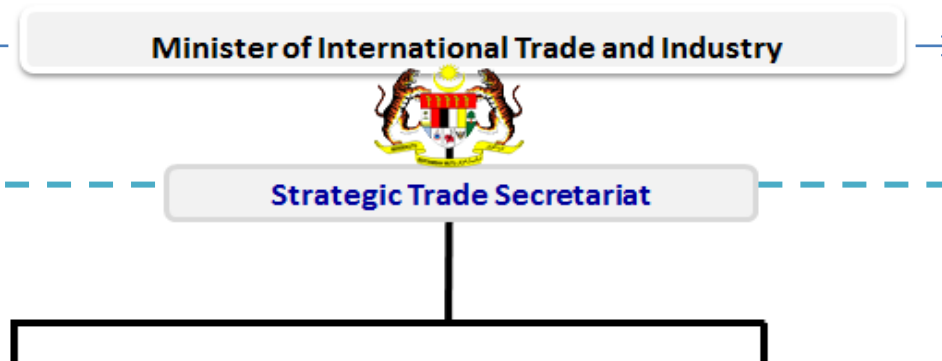 Minister of International Trade and Industry
Strategic Trade Secretariat